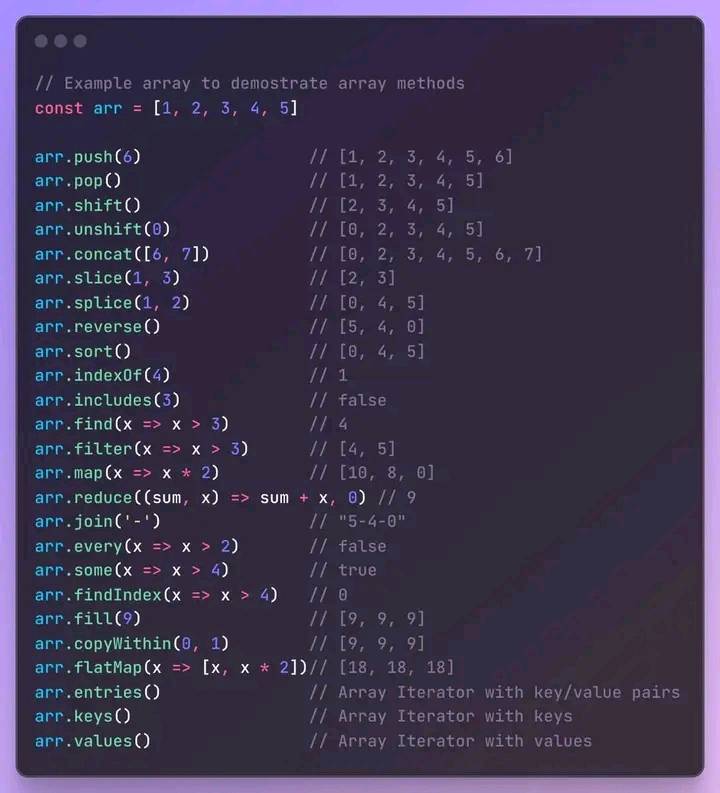 // Example array to demostrate array methods
const arr = [1, 2, 3, 4, 5]
arr.push(6) // [1, 2, 3, 4, 5, 6]
arr.pop() // [1, 2, 3, 4, 5]
arr.shift() // [2, 3, 4, 5]
arr.unshift(0) // [0, 2, 3, 4, 5]
arr.concat([6, 7]) // [0, 2, 3, 4, 5, 6, 7]
arr.slice(1, 3) // [2, 3]
arr.splice(1, 2) // [0, 4, 5]
arr.reverse() // [5, 4, 0]
arr.sort() // [0, 4, 5]
arr.indexOf(4) // 1
arr.includes(3) // false
arr.find(x => x > 3) // 4
arr.filter(x => x > 3) // [4, 5]
arr.map(x => x * 2) // [10, 8, 0]
arr.reduce((sum, x) => sum + x, 0) // 9
arr.join('-') // "5-4-0"
arr.every(x => x > 2) // false
arr.some(x => x > 4) // true
arr.findIndex(x => x > 4) // 0
arr.fill(9) // [9, 9, 9]
arr.copyWithin(0, 1) // [9, 9, 9]
arr.flatMap(x => [x, x * 2])// [18, 18, 18]
arr.entries() // Array Iterator with key/value pairs
arr.keys() // Array Iterator with keys
arr.values() // Array Iterator with values